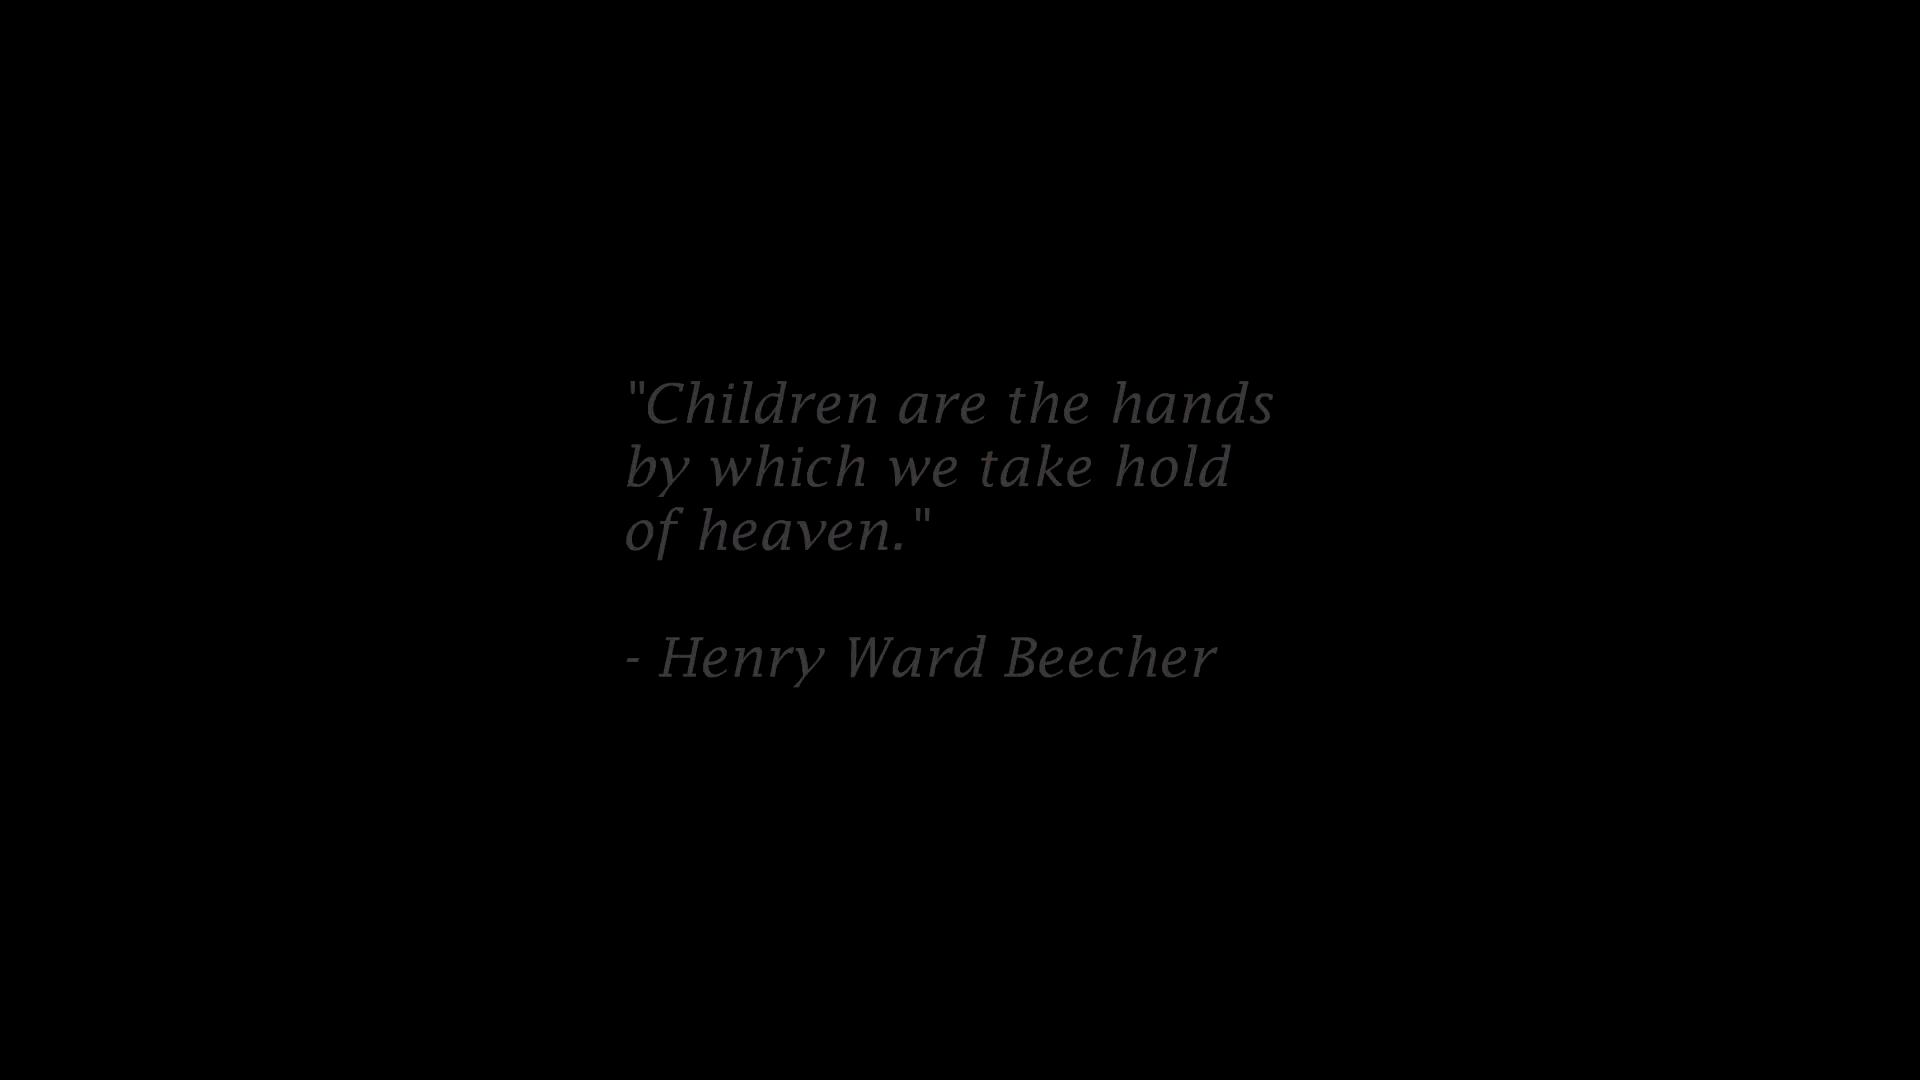 "Children are the hands
by which we take hold
of heaven."
- Henry Ward Beecher